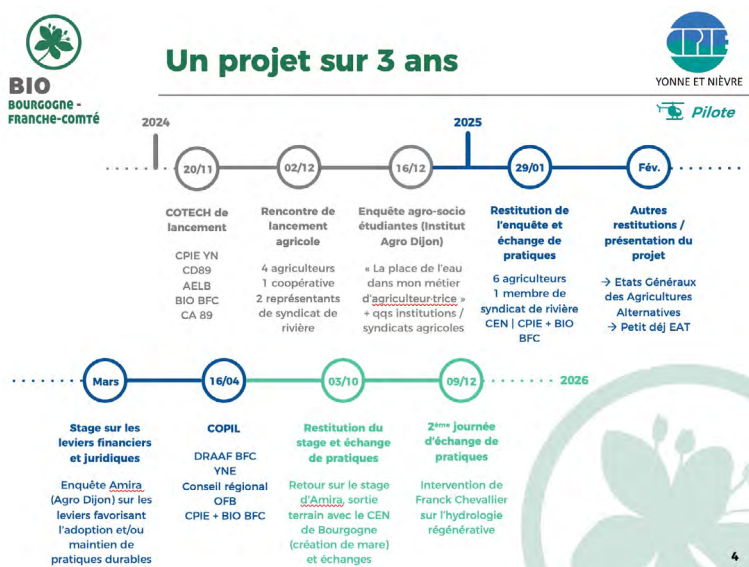 BIO
BOURGOGNE -
FRANCHE-COMTÉ
Un projet sur 3 ans
CPIE
YONNE ET NIÈVRE
Pilote
2024
2025
20/11
02/12
16/12
29/01
Fév.
COTECH de
lancement
CPIE YN
CD89
AELB
BIO BFC
CA 89
Rencontre de
lancement
agricole
4 agriculteurs
1 coopérative
2 représentants
de syndicat de
rivière
Enquête agro-socio
étudiantes (Institut
Agro Dijon)
« La place de l'eau
dans mon métier
d'agriculteur·trice »
+ qqs institutions /
syndicats agricoles
Restitution de
l'enquête et
échange de
pratiques
6 agriculteurs
1 membre de
syndicat de rivière
CEN | CPIE + BIO
BFC
Autres
restitutions /
présentation du
projet
→ Etats Généraux
des Agricultures
Alternatives
→ Petit déj EAT
Mars
16/04
03/10
09/12
2026
Stage sur les
leviers financiers
et juridiques
Enquête Amira
(Agro Dijon) sur les
leviers favorisant
l'adoption et/ou
maintien de
pratiques durables
COPIL
DRAAF BFC
YNE
Conseil régional
OFB
CPIE + BIO BFC
Restitution du
stage et échange
de pratiques
Retour sur le stage
d'Amira, sortie
terrain avec le CEN
de Bourgogne
(création de mare)
et échanges
2ème journée
d'échange de
pratiques
Intervention de
Franck Chevallier
sur l'hydrologie
régénérative
4